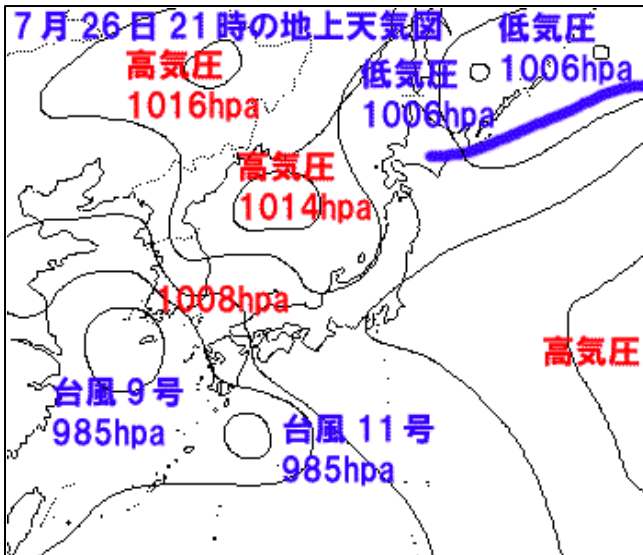 7月26日21時の地上天気図
低気圧
1006hpa
高気圧
1016hpa
低気圧
1006hpa
高気圧
1014hpa
1008hpa
高気圧
台風9号
985hpa
台風11号
985hpa